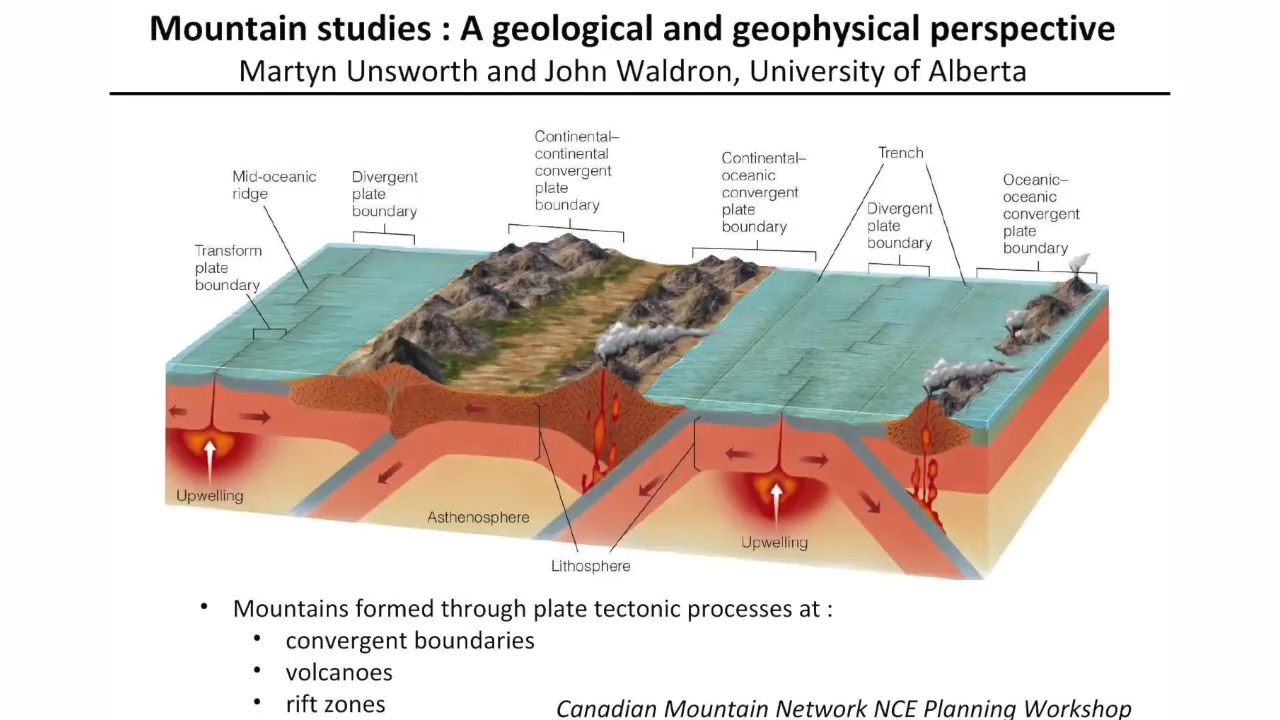 Mountain studies : A geological and geophysical perspective
Martyn Unsworth and John Waldron, University of Alberta
Mid-oceanic
ridge
Transform
plate
boundary
Divergent
plate
boundary
Continental–
continental
convergent
plate
boundary
Continental–
oceanic
convergent
plate
boundary
Trench
Divergent
plate
boundary
Oceanic–
oceanic
convergent
plate
boundary
Upwelling
Asthenosphere
Lithosphere
Upwelling
• Mountains formed through plate tectonic processes at :
• convergent boundaries
• volcanoes
• rift zones
Canadian Mountain Network NCE Planning Workshop